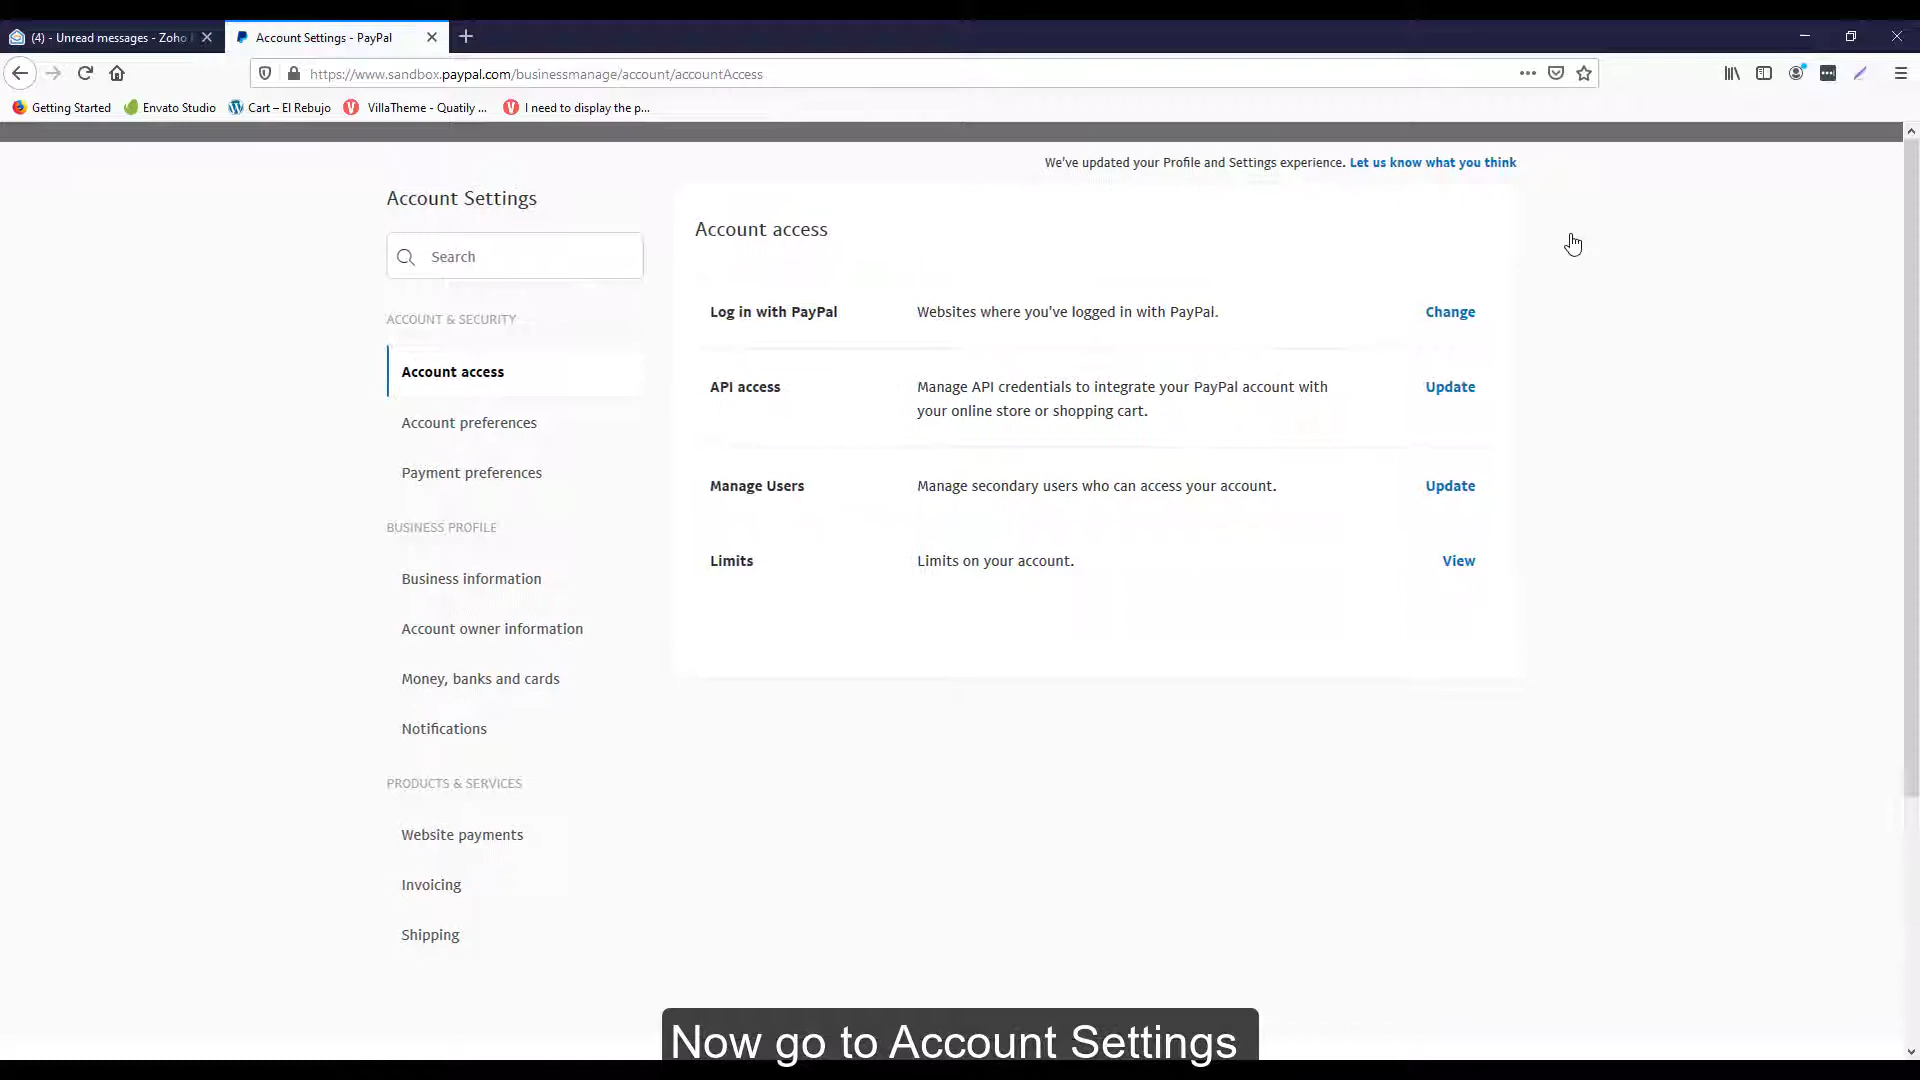 (4) - Unread messages - Zoho
Account Settings - PayPal
https://www.sandbox.paypal.com/businessmanage/account/accountAccess
Getting Started
Envato Studio
Cart – El Rebujo
VillaTheme - Quatily ...
I need to display the p...
We've updated your Profile and Settings experience. Let us know what you think
Account Settings
Search
ACCOUNT & SECURITY
Account access
Account preferences
Payment preferences
BUSINESS PROFILE
Business information
Account owner information
Money, banks and cards
Notifications
PRODUCTS & SERVICES
Website payments
Invoicing
Shipping
Account access
Log in with PayPal
Websites where you've logged in with PayPal.
Change
API access
Manage API credentials to integrate your PayPal account with
your online store or shopping cart.
Update
Manage Users
Manage secondary users who can access your account.
Update
Limits
Limits on your account.
View
Now go to Account Settings